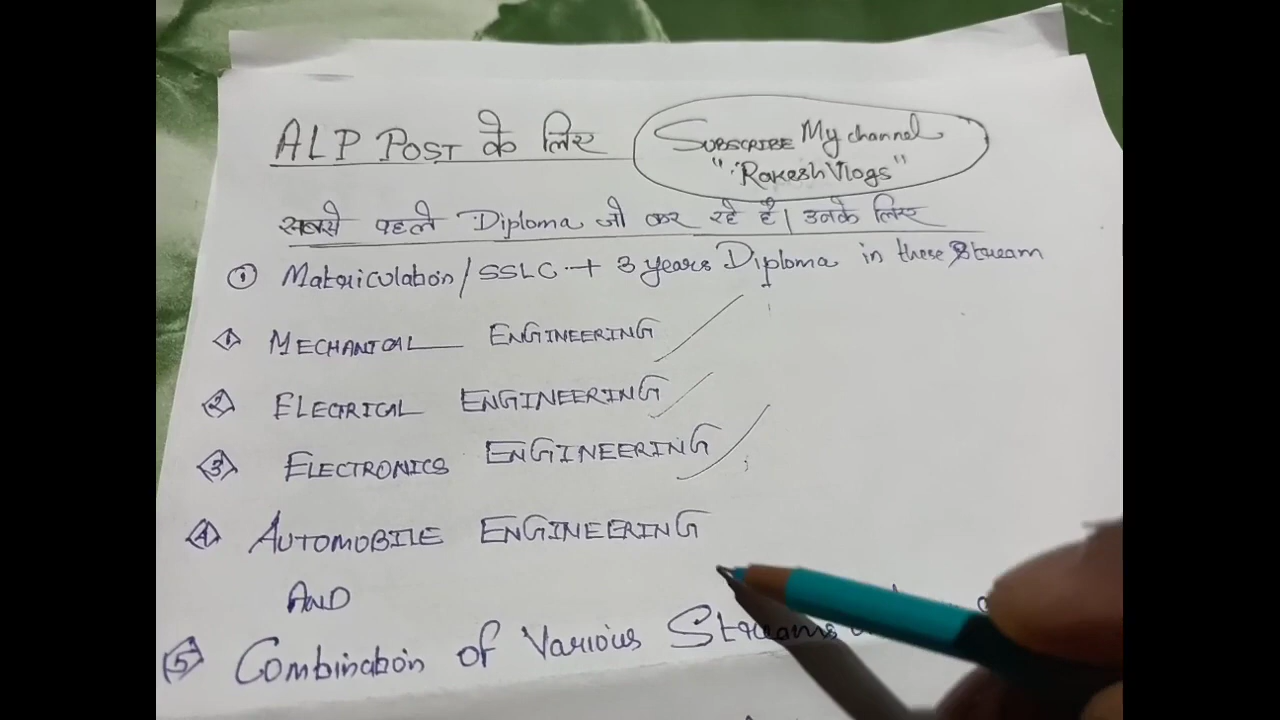 ALP POST के लिए
SUBSCRIBE My channel
"RakeshVlogs"
सबसे पहले Diploma जो कर रहे हैं| उनके लिए
① Matriculation/SSLC + 3 years Diploma in these Stream
1 MECHANICAL ENGINEERING
2 ELECTRICAL ENGINEERING
3 ELECTRONICS ENGINEERING
4 AUTOMOBILE ENGINEERING
AND
5 Combination of Various Streams